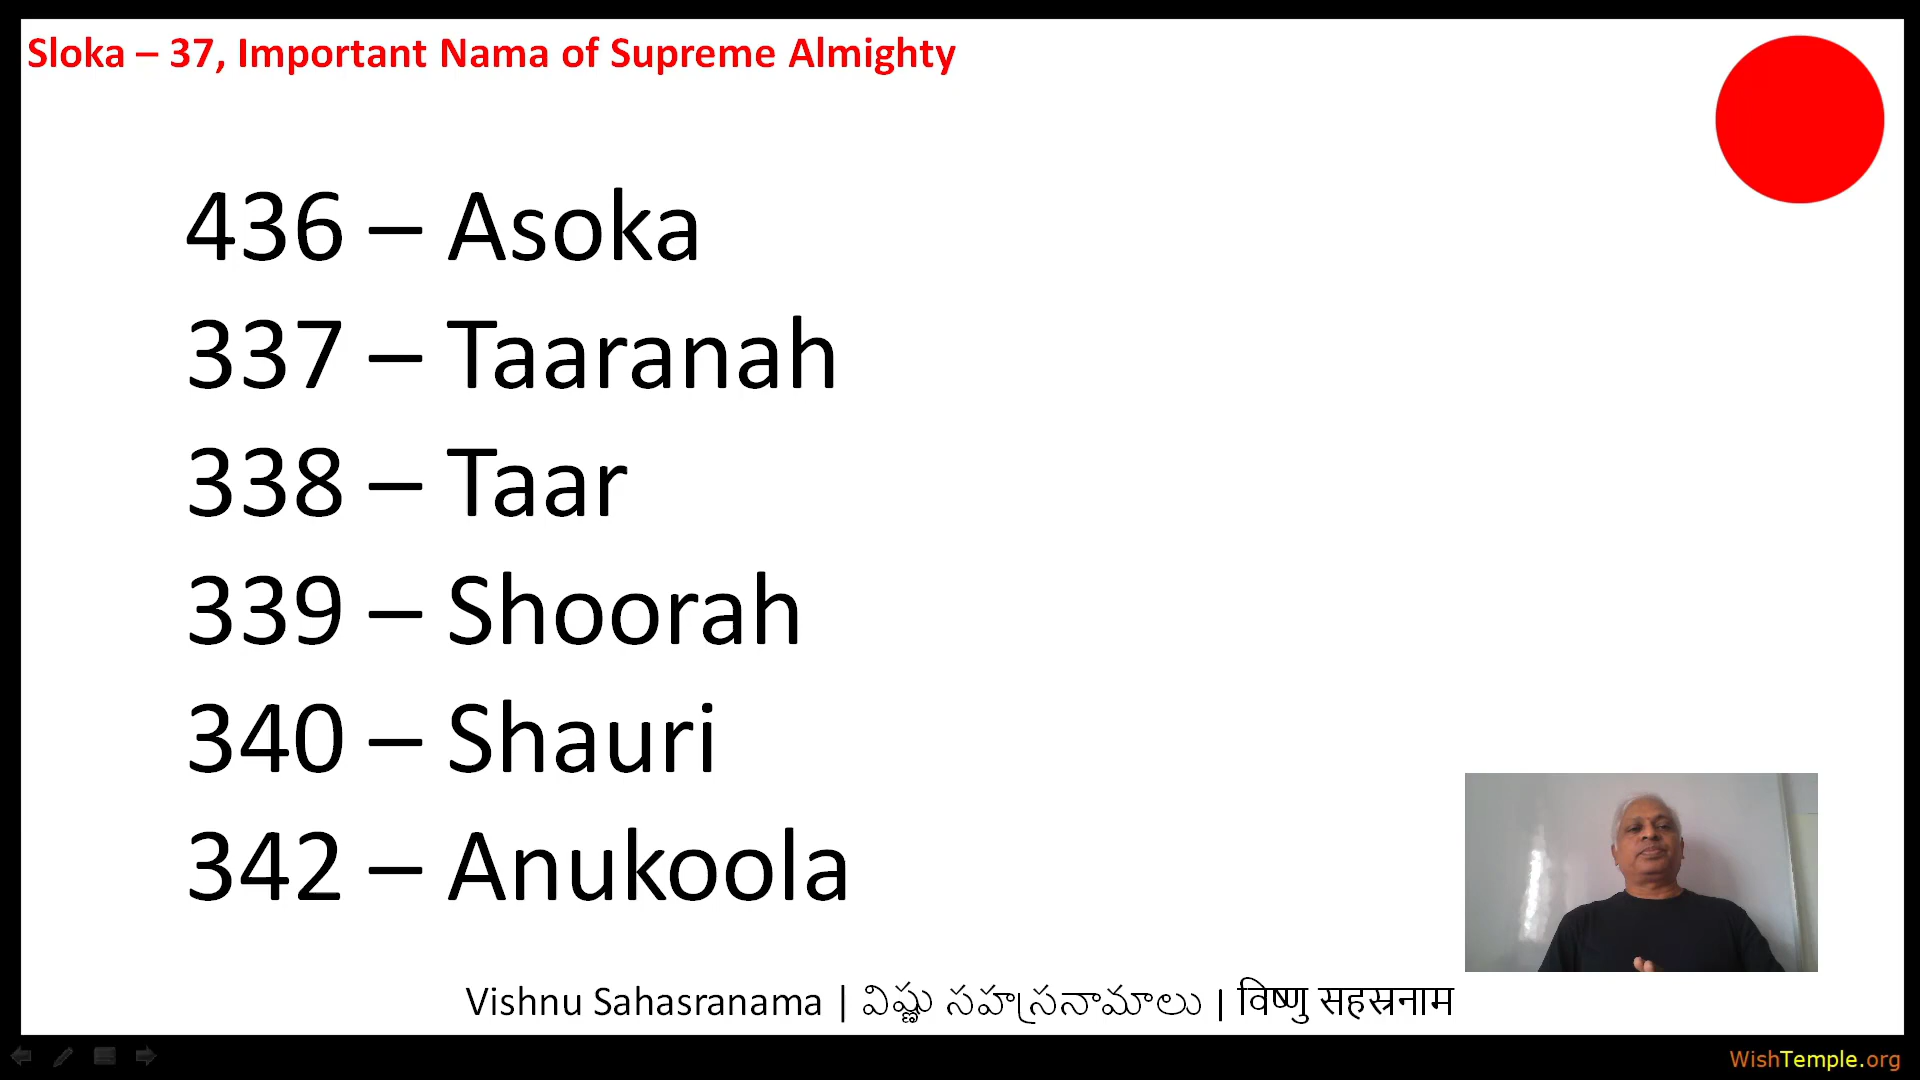 Sloka – 37, Important Nama of Supreme Almighty
436 – Asoka
337 – Taaranah
338 – Taar
339 – Shoorah
340 – Shauri
342 – Anukoola
Vishnu Sahasranama | విష్ణు సహస్రనామాలు | विष्णु सहस्रनाम
WishTemple.org